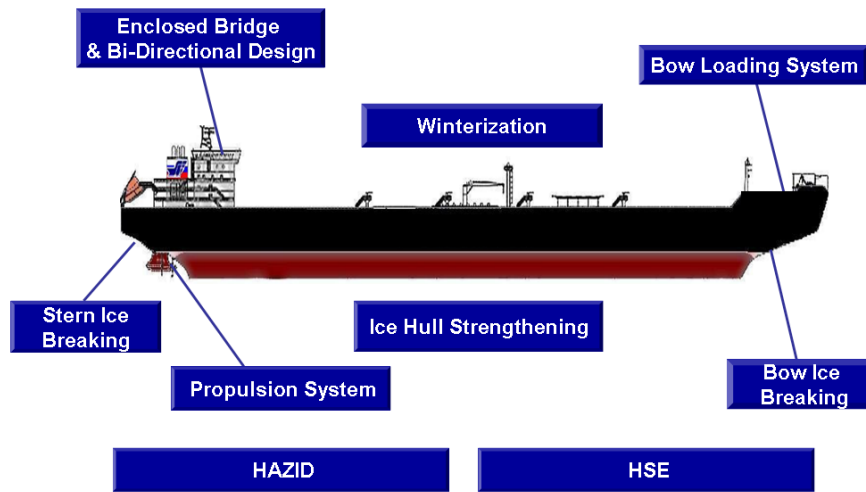 Enclosed Bridge
& Bi-Directional Design
Bow Loading System
Winterization
Stern Ice
Breaking
Ice Hull Strengthening
Propulsion System
Bow Ice
Breaking
HAZID
HSE